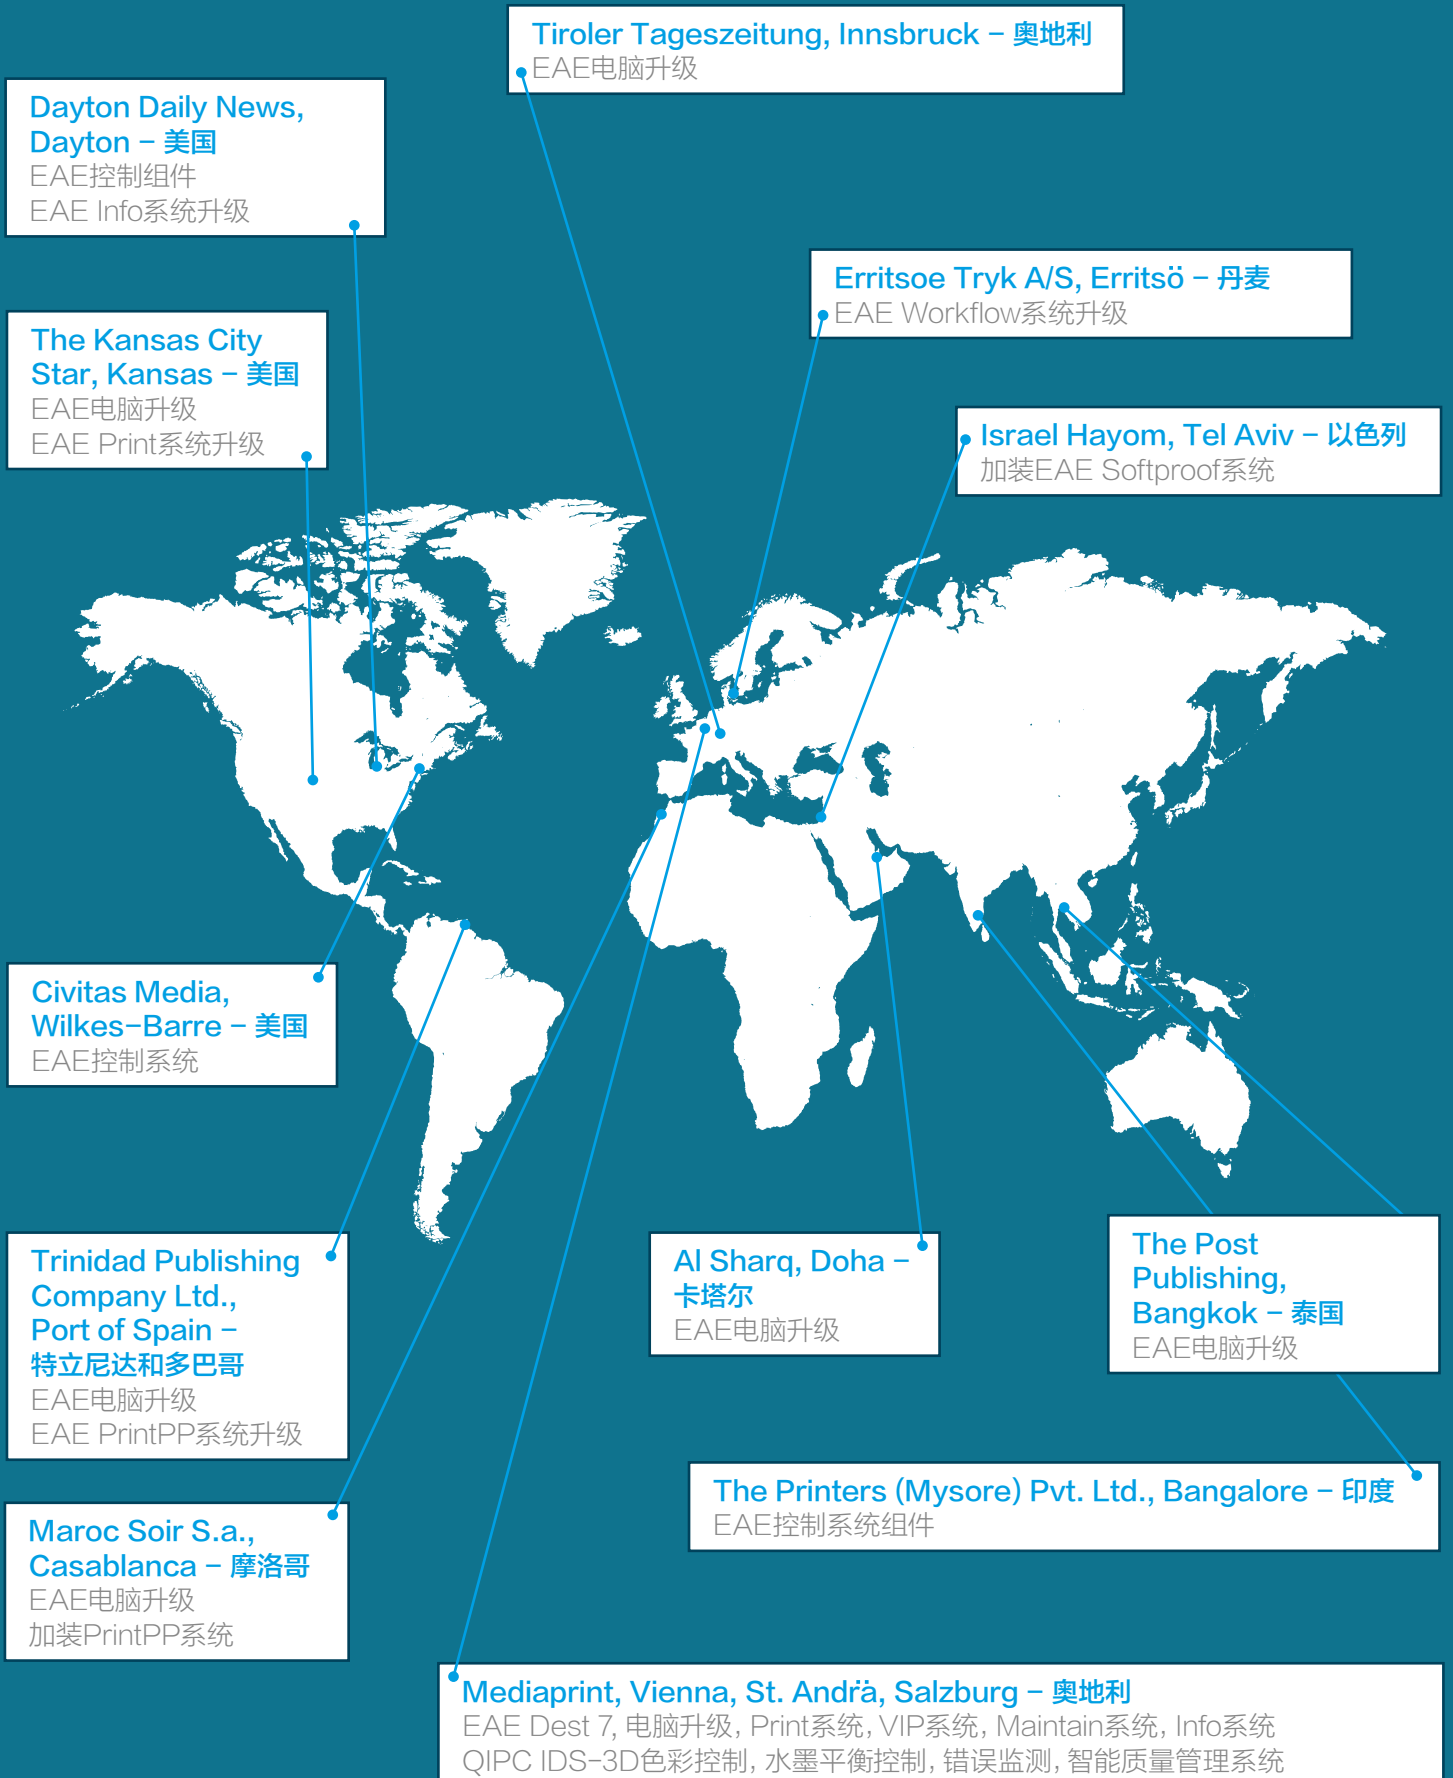 Tiroler Tageszeitung, Innsbruck – 奥地利
EAE电脑升级
Dayton Daily News,
Dayton – 美国
EAE控制组件
EAE Info系统升级
Erritsoe Tryk A/S, Erritsö – 丹麦
EAE Workflow系统升级
The Kansas City
Star, Kansas – 美国
EAE电脑升级
EAE Print系统升级
Israel Hayom, Tel Aviv – 以色列
加装EAE Softproof系统
Civitas Media,
Wilkes-Barre – 美国
EAE控制系统
Trinidad Publishing
Company Ltd.,
Port of Spain –
特立尼达和多巴哥
EAE电脑升级
EAE PrintPP系统升级
Al Sharq, Doha –
卡塔尔
EAE电脑升级
The Post
Publishing,
Bangkok – 泰国
EAE电脑升级
The Printers (Mysore) Pvt. Ltd., Bangalore – 印度
EAE控制系统组件
Maroc Soir S.a.,
Casablanca – 摩洛哥
EAE电脑升级
加装PrintPP系统
Mediaprint, Vienna, St. Andrä, Salzburg – 奥地利
EAE Dest 7, 电脑升级, Print系统, VIP系统, Maintain系统, Info系统
QIPC IDS-3D色彩控制, 水墨平衡控制, 错误监测, 智能质量管理系统